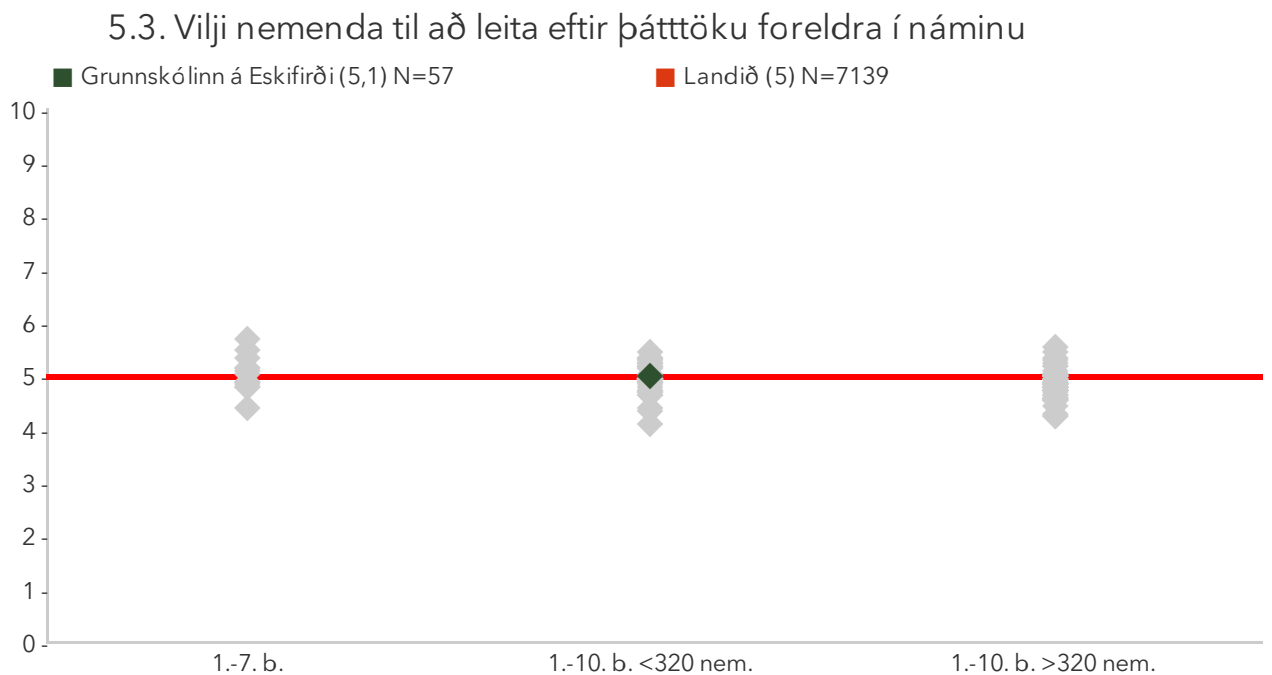 5.3. Vilji nemenda til að leita eftir þátttöku foreldra í náminu
Grunnskólinn á Eskifirði (5,1) N=57
Landið (5) N=7139
10
9
8
7
6
5
4
3
2
1
0
1.-7. b.
1.-10. b. <320 nem.
1.-10. b. >320 nem.